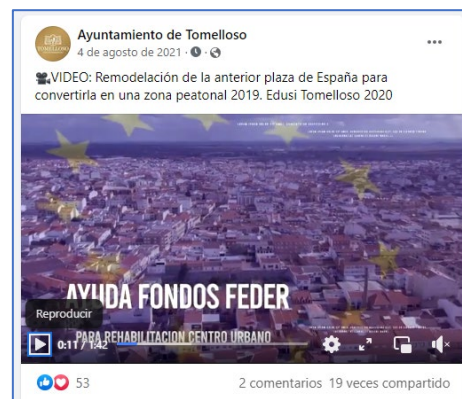 Ayuntamiento de Tomelloso
4 de agosto de 2021 ·
VIDEO: Remodelación de la anterior plaza de España para
convertirla en una zona peatonal 2019. Edusi Tomelloso 2020
AYUDA FONDOS FEDER
Reproducir
PARA REHABILITACION CENTRO URBANO
0:11 / 1:42
53
2 comentarios 19 veces compartido